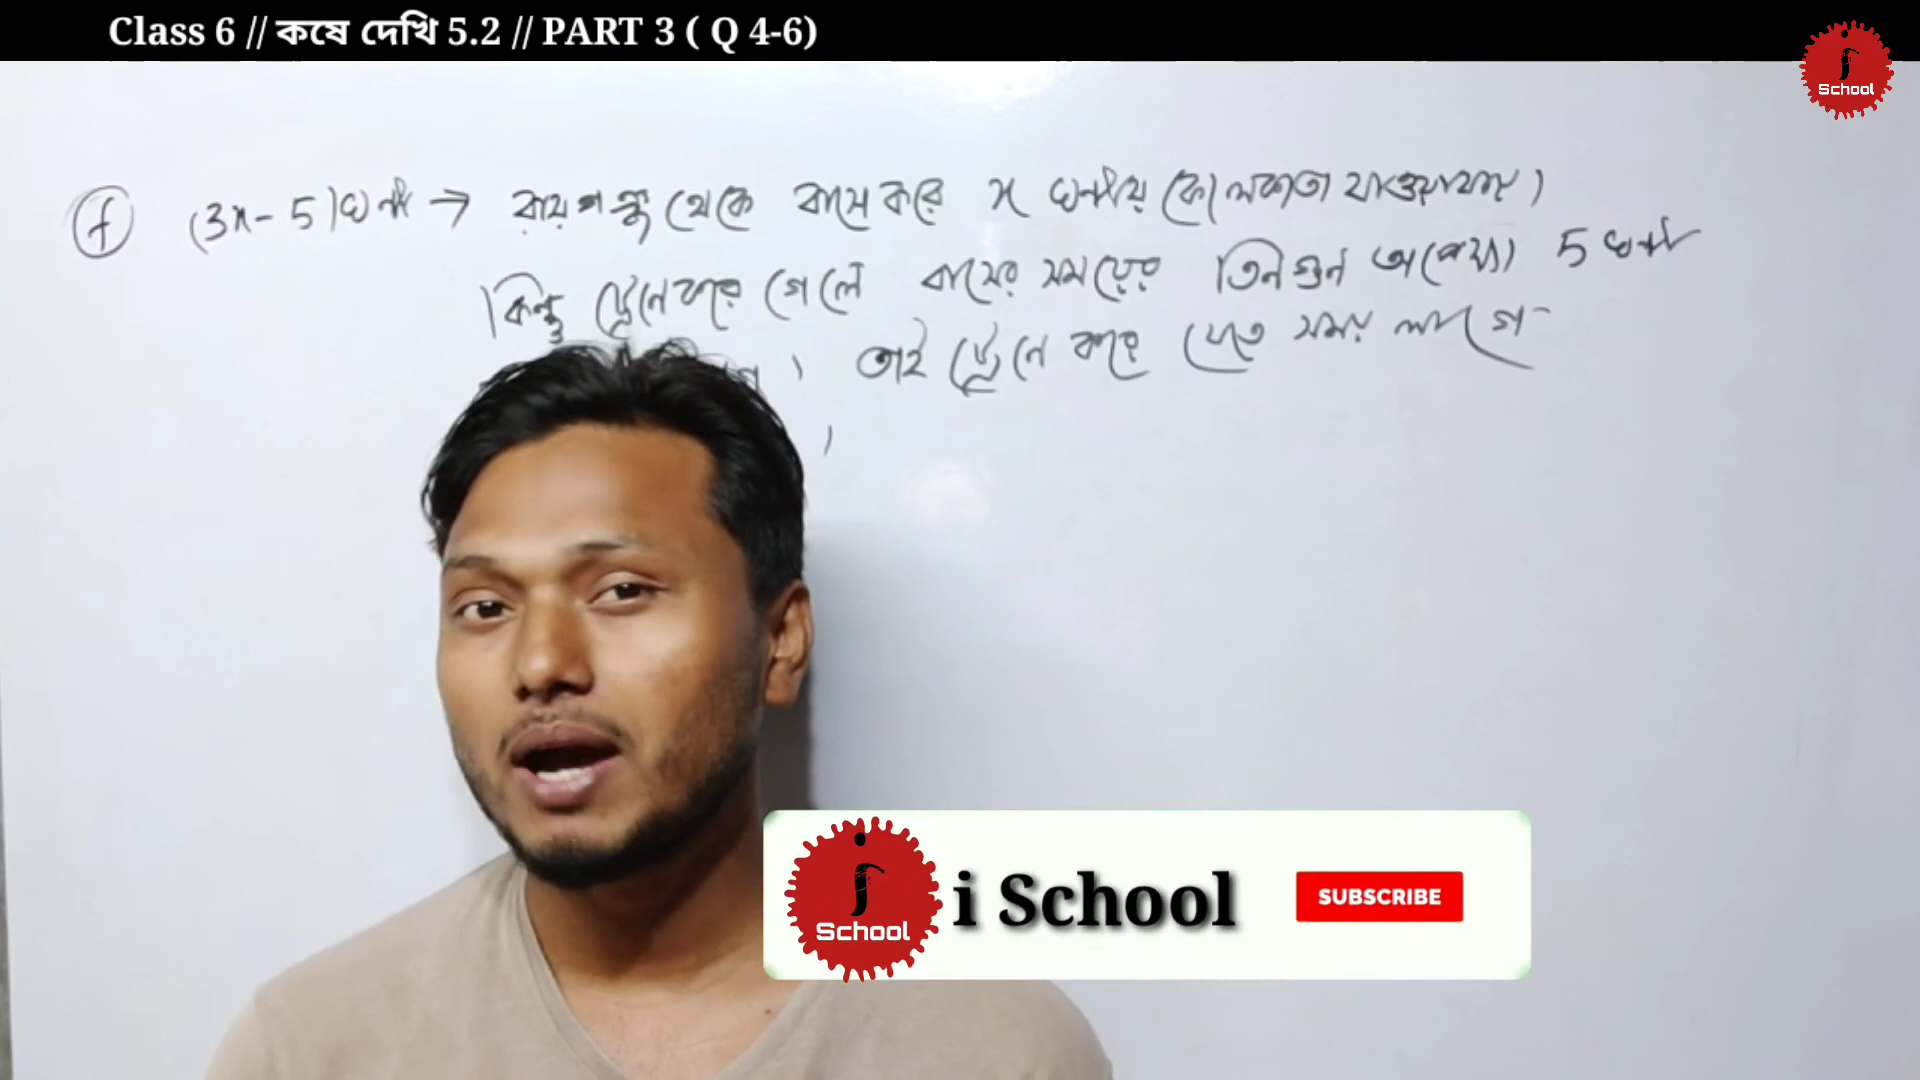 Class 6 // কষে দেখি 5.2 // PART 3 ( Q 4-6)
i
School
f (3x - 5) ঘন্টা → রায়গঞ্জ থেকে বাসে করে x ঘন্টায় কোলকাতা যাওয়া যায়।
কিন্তু ট্রেনে করে গেলে বাসের সময়ের তিনগুন অপেক্ষা 5 ঘন্টা
। তাই ট্রেনে করে যেতে সময় লাগে
।
i
School
i School
SUBSCRIBE